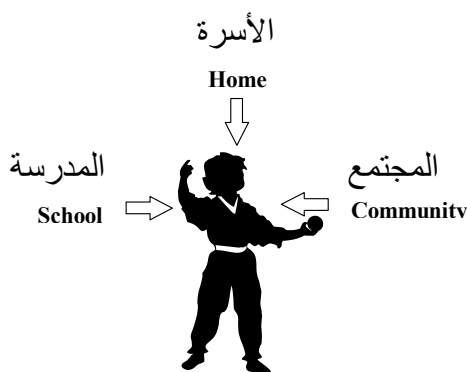 الأسرة
Home
المدرسة
School
المجتمع
Community